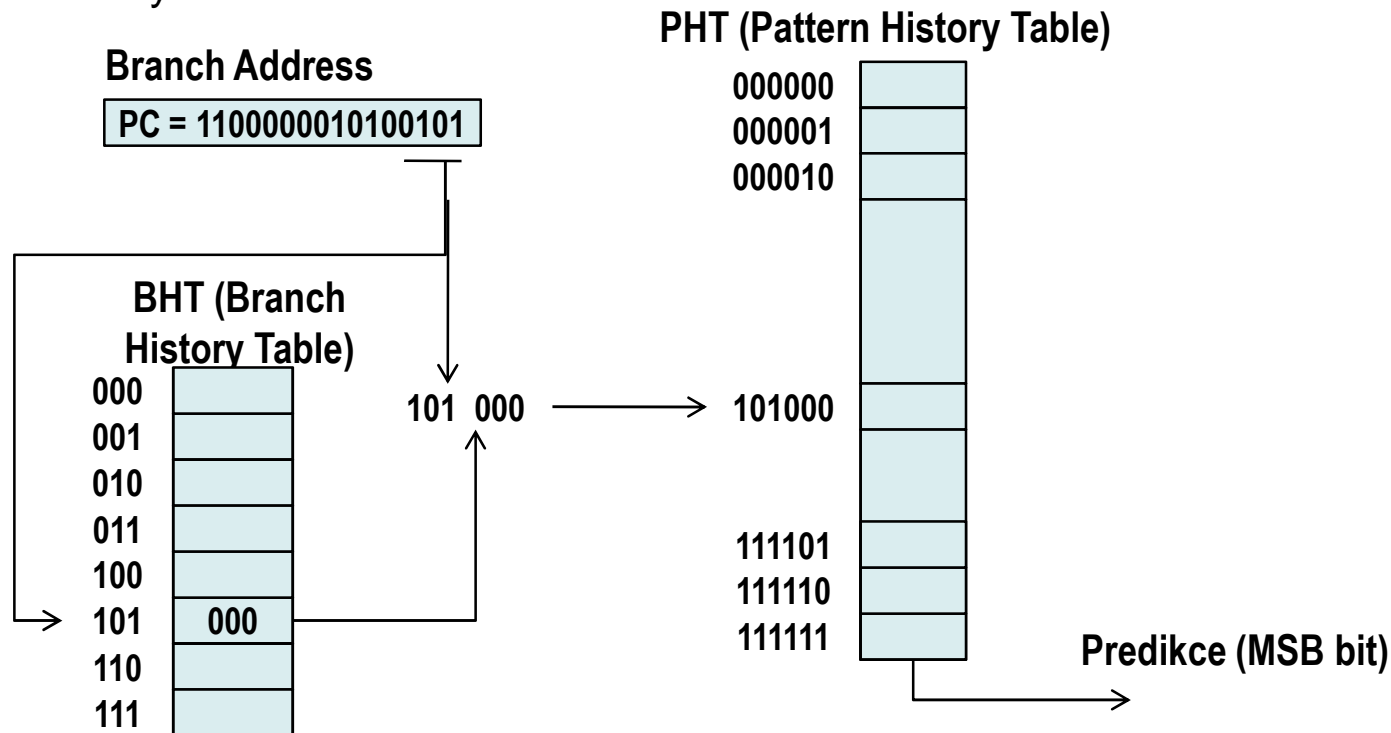 PHT (Pattern History Table)
Branch Address
PC = 1100000010100101
000000
000001
000010
BHT (Branch
History Table)
000
001
010
011
100
101 000
110
111
101 000
101000
111101
111110
111111
Predikce (MSB bit)